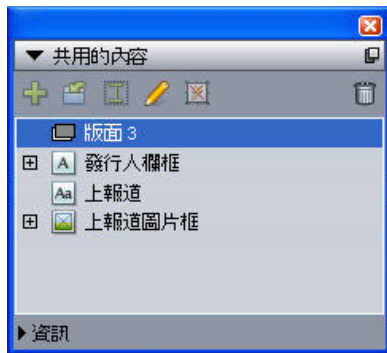 共用的內容
版面 3
A 發行人欄框
Aa 上報道
上報道圖片框
資訊